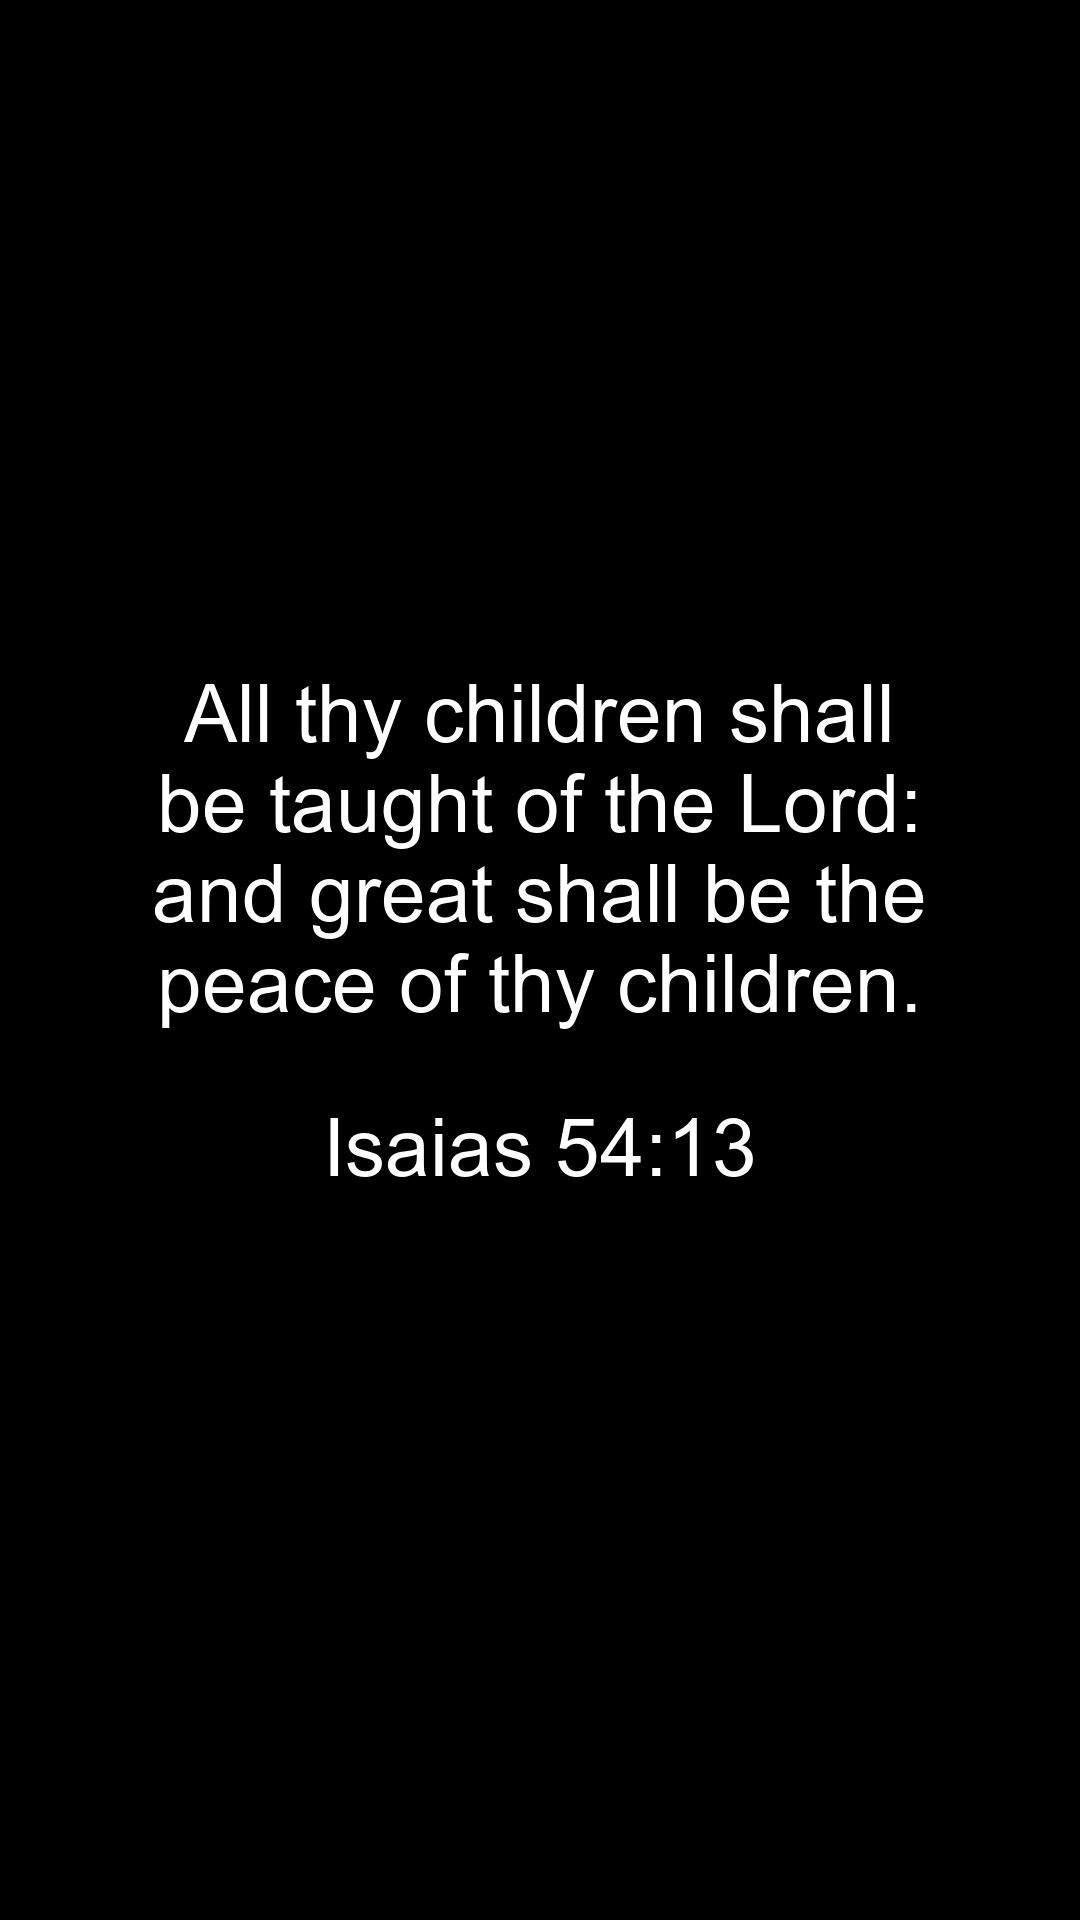 All thy children shall
be taught of the Lord:
and great shall be the
peace of thy children.
Isaias 54:13